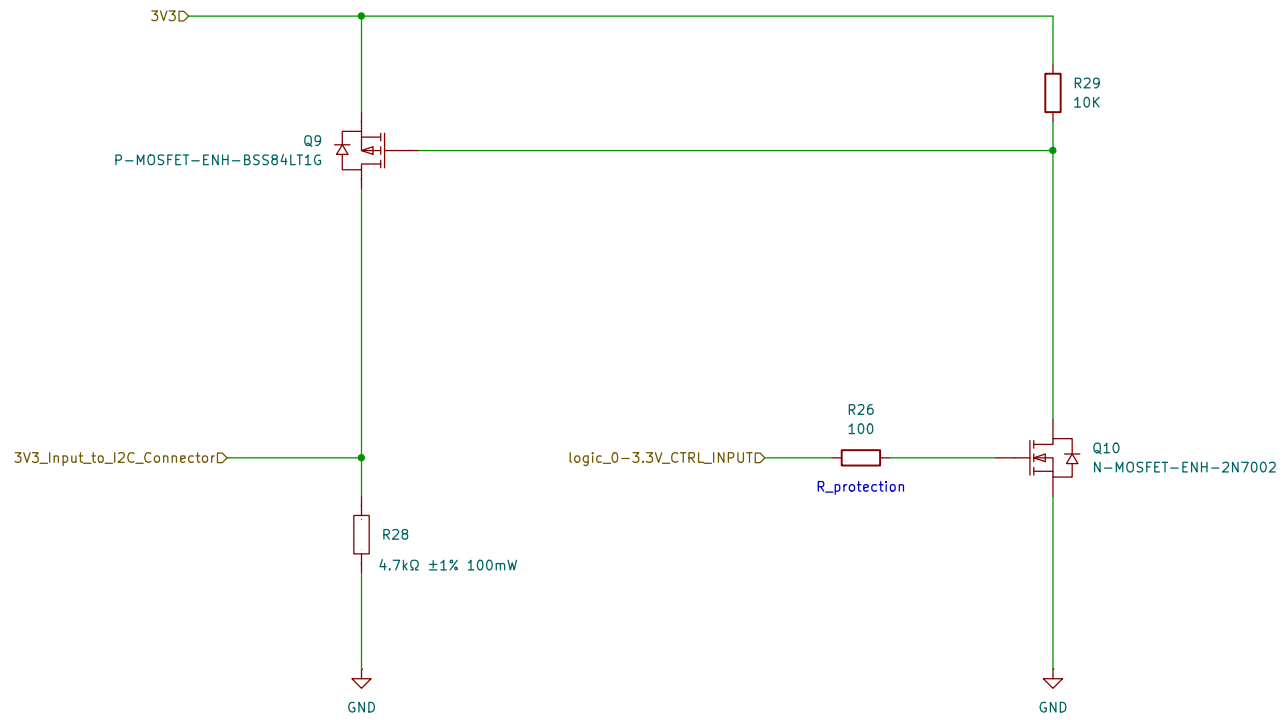 3V3
R29
10K
Q9
P-MOSFET-ENH-BSS84LT1G
R26
100
Q10
N-MOSFET-ENH-2N7002
3V3_Input_to_I2C_Connector
logic_0-3.3V_CTRL_INPUT
R_protection
R28
4.7kΩ ±1% 100mW
GND
GND